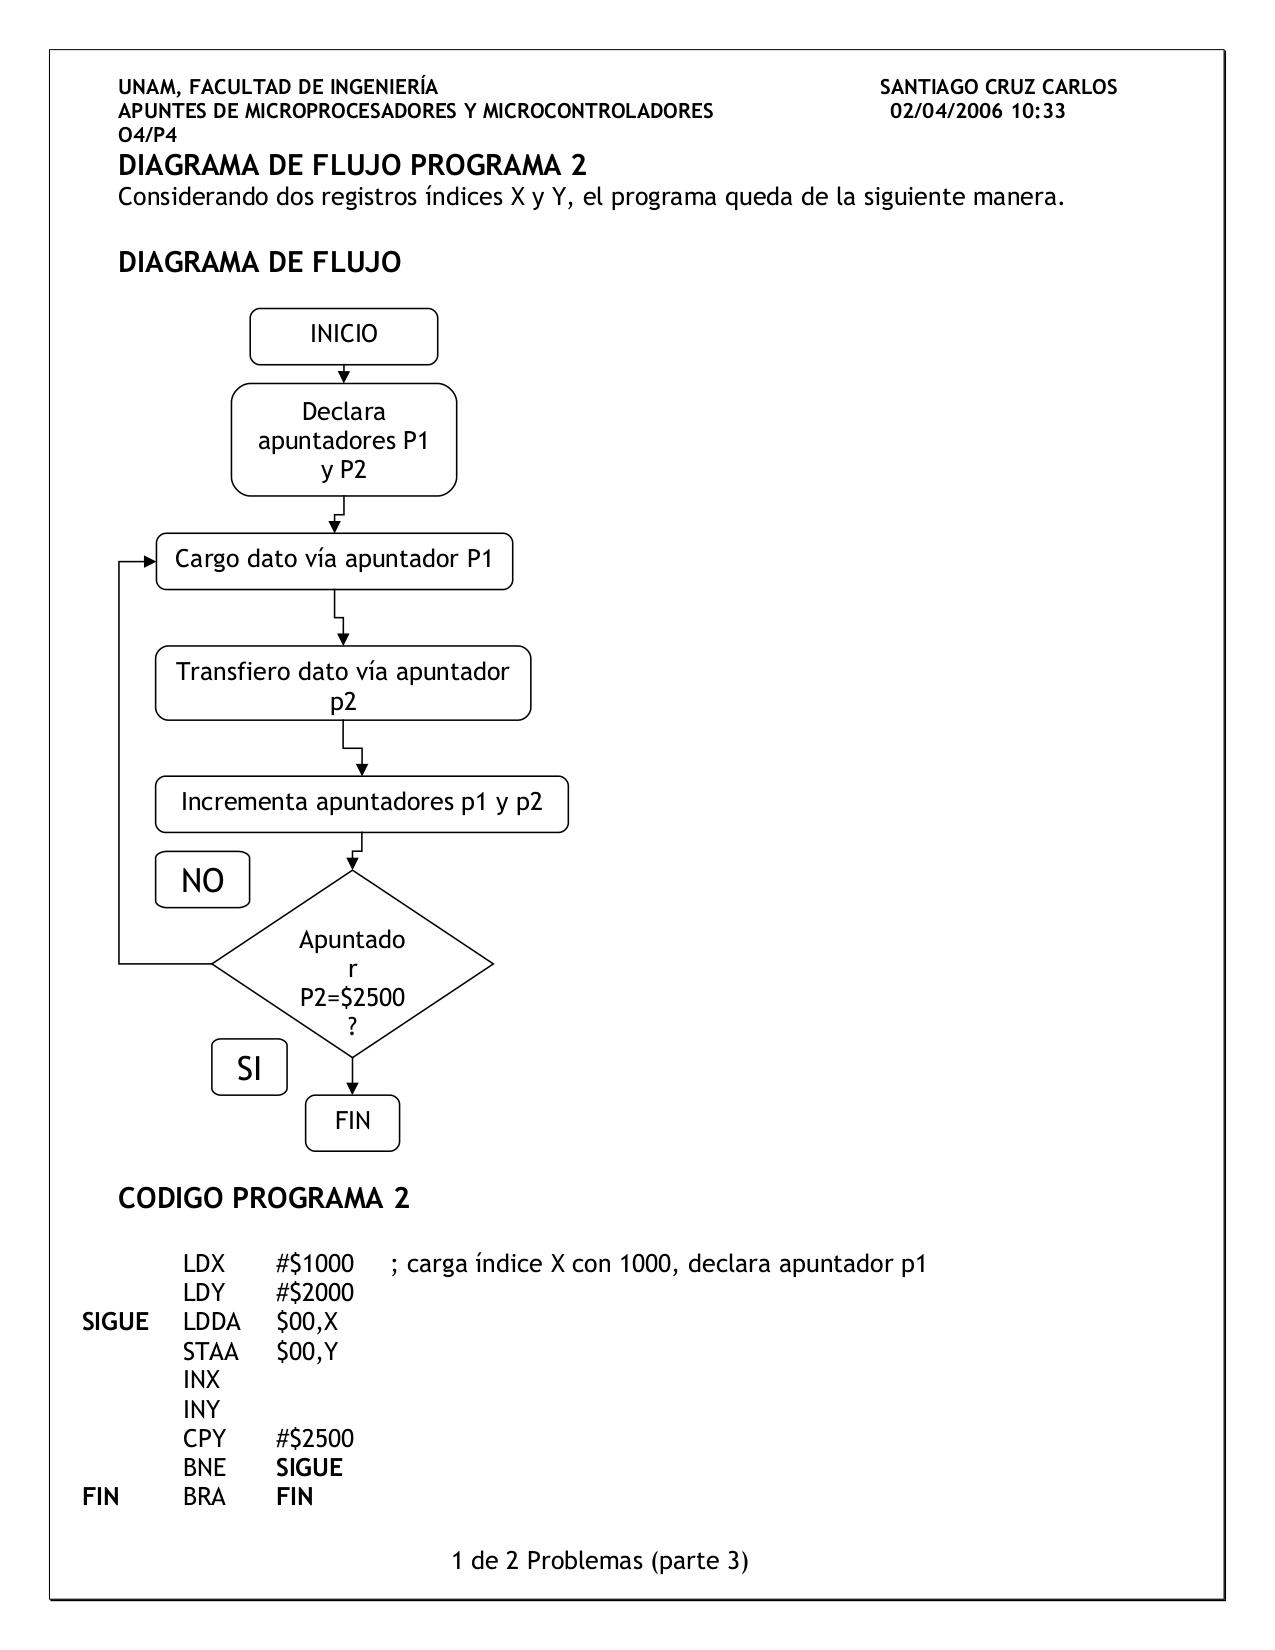 UNAM, FACULTAD DE INGENIERÍA SANTIAGO CRUZ CARLOS
APUNTES DE MICROPROCESADORES Y MICROCONTROLADORES 02/04/2006 10:33
O4/P4
DIAGRAMA DE FLUJO PROGRAMA 2
Considerando dos registros índices X y Y, el programa queda de la siguiente manera.
DIAGRAMA DE FLUJO
INICIO
Declara
apuntadores P1
y P2
Cargo dato vía apuntador P1
Transfiero dato vía apuntador
p2
Incrementa apuntadores p1 y p2
NO
Apuntado
r
P2=$2500
?
SI
FIN
CODIGO PROGRAMA 2
LDX #$1000 ; carga índice X con 1000, declara apuntador p1
LDY #$2000
SIGUE LDDA $00,X
STAA $00,Y
INX
INY
CPY #$2500
BNE SIGUE
FIN BRA FIN
1 de 2 Problemas (parte 3)